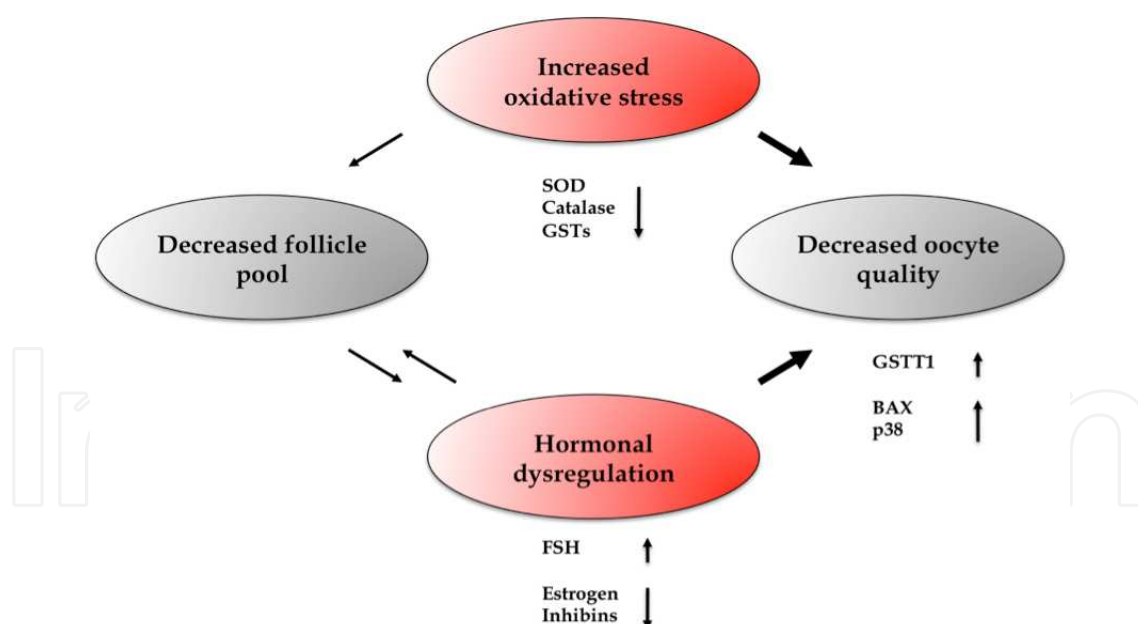 Increased
oxidative stress
SOD
Catalase
GSTs
Decreased follicle
pool
Decreased oocyte
quality
GSTT1
BAX
p38
Hormonal
dysregulation
FSH
Estrogen
Inhibins